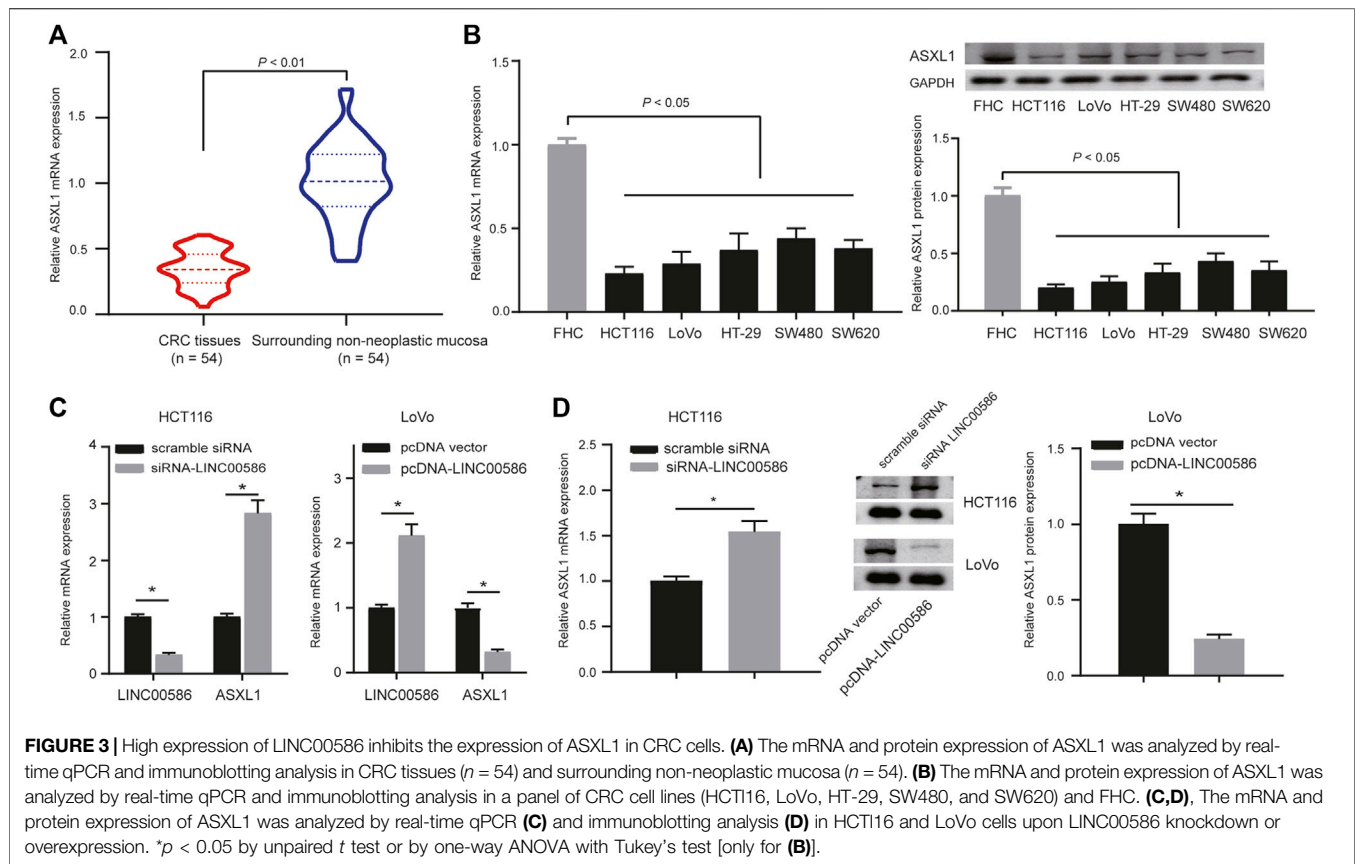 A
Relative ASXL1 mRNA expression
2.0
1.5
1.0
0.5
0.0
P < 0.01
CRC tissues
(n = 54)
Surrounding non-neoplastic mucosa
(n = 54)
B
Relative ASXL1 mRNA expression
1.5
1.0
0.5
0.0
P < 0.05
FHC HCT116 LoVo HT-29 SW480 SW620
ASXL1
GAPDH
FHC HCT116 LoVo HT-29 SW480 SW620
Relative ASXL1 protein expression
1.5
1.0
0.5
0.0
P < 0.05
FHC HCT116 LoVo HT-29 SW480 SW620
C
HCT116
Relative mRNA expression
4
3
2
1
0
scramble siRNA
siRNA-LINC00586
*
*
LINC00586 ASXL1
LoVo
Relative mRNA expression
3
2
1
0
pcDNA vector
pcDNA-LINC00586
*
*
LINC00586 ASXL1
D
HCT116
Relative ASXL1 mRNA expression
2.5
2.0
1.5
1.0
0.5
0.0
scramble siRNA
siRNA-LINC00586
*
scramble siRNA
siRNA LINC00586
HCT116
LoVo
pcDNA vector
pcDNA-LINC00586
LoVo
Relative ASXL1 protein expression
1.5
1.0
0.5
0.0
pcDNA vector
pcDNA-LINC00586
*
FIGURE 3 | High expression of LINC00586 inhibits the expression of ASXL1 in CRC cells. (A) The mRNA and protein expression of ASXL1 was analyzed by real-
time qPCR and immunoblotting analysis in CRC tissues (n = 54) and surrounding non-neoplastic mucosa (n = 54). (B) The mRNA and protein expression of ASXL1 was
analyzed by real-time qPCR and immunoblotting analysis in a panel of CRC cell lines (HCTl16, LoVo, HT-29, SW480, and SW620) and FHC. (C,D), The mRNA and
protein expression of ASXL1 was analyzed by real-time qPCR (C) and immunoblotting analysis (D) in HCTl16 and LoVo cells upon LINC00586 knockdown or
overexpression. *p < 0.05 by unpaired t test or by one-way ANOVA with Tukey's test [only for (B)].